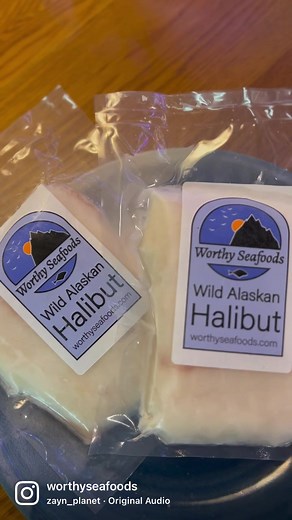 Worthy Seafoods
Wild Alaskan
Halibut
worthyseafoods.com
Worthy Seafoods
Wild Alaskan
Halibut
worthyseafoods.com
worthyseafoods
zayn_planet · Original Audio